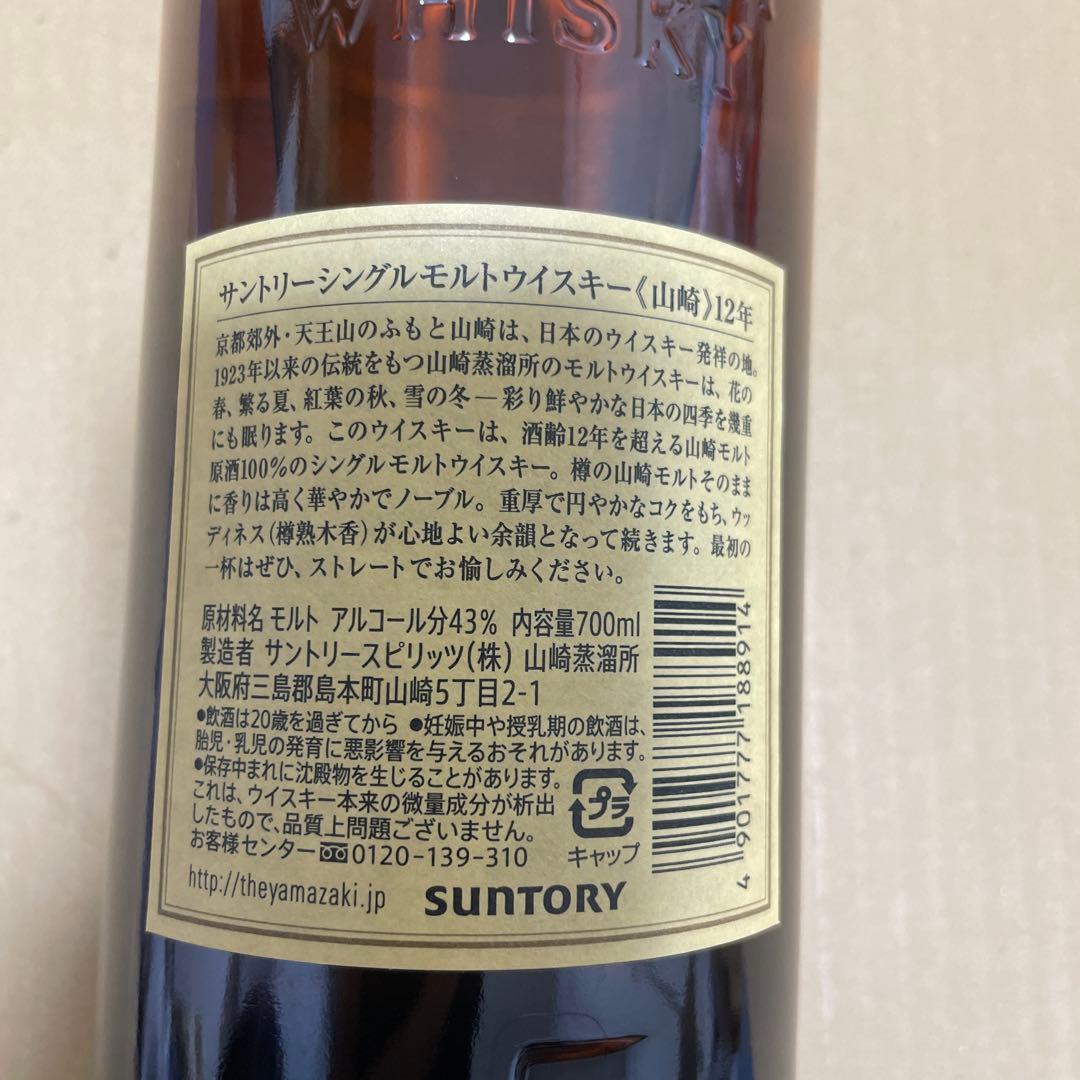 WHISKY
サントリーシングルモルトウイスキー《山崎》12年
京都郊外・天王山のふもと山崎は、日本のウイスキー発祥の地。
1923年以来の伝統をもつ山崎蒸溜所のモルトウイスキーは、花の
春、繁る夏、紅葉の秋、雪の冬―彩り鮮やかな日本の四季を幾重
にも眠ります。このウイスキーは、酒齢12年を超える山崎モルト
原酒100%のシングルモルトウイスキー。樽の山崎モルトそのまま
に香りは高く華やかでノーブル。重厚で円やかなコクをもち、ウッ
ディネス(樽熟木香)が心地よい余韻となって続きます。最初の
一杯はぜひ、ストレートでお愉しみください。
原材料名 モルト アルコール分43% 内容量700ml
製造者 サントリースピリッツ(株) 山崎蒸溜所
大阪府三島郡島本町山崎5丁目2-1
●飲酒は20歳を過ぎてから ●妊娠中や授乳期の飲酒は、
胎児・乳児の発育に悪影響を与えるおそれがあります。
●保存中まれに沈殿物を生じることがあります。
これは、ウイスキー本来の微量成分が析出
したもので、品質上問題ございません。
お客様センター 0120-139-310
http://theyamazaki.jp
SUNTORY
プラ
キャップ
4 901777 188914